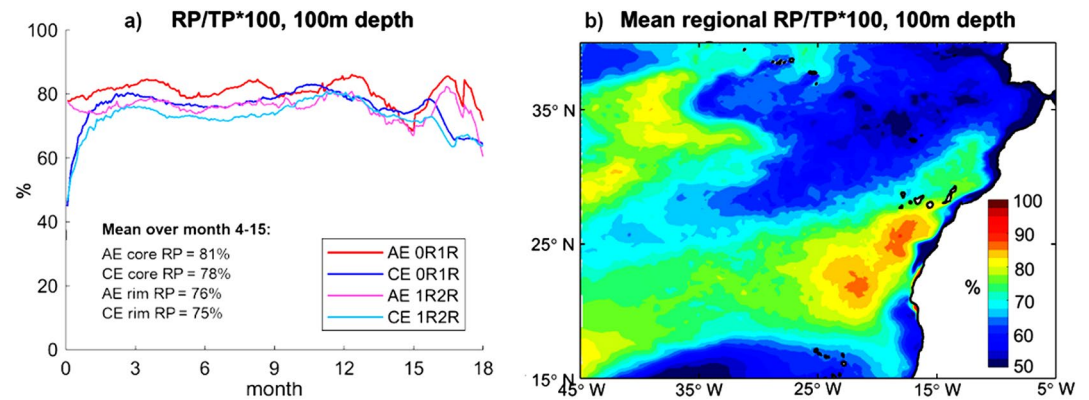 a) RP/TP*100, 100m depth
100
80
60
40
20
0
%
Mean over month 4-15:
AE core RP = 81%
CE core RP = 78%
AE rim RP = 76%
CE rim RP = 75%
AE 0R1R
CE 0R1R
AE 1R2R
CE 1R2R
0 3 6 9 12 15 18
month
b) Mean regional RP/TP*100, 100m depth
35° N
25° N
15° N
45° W 35° W 25° W 15° W 5° W
%
100
90
80
70
60
50